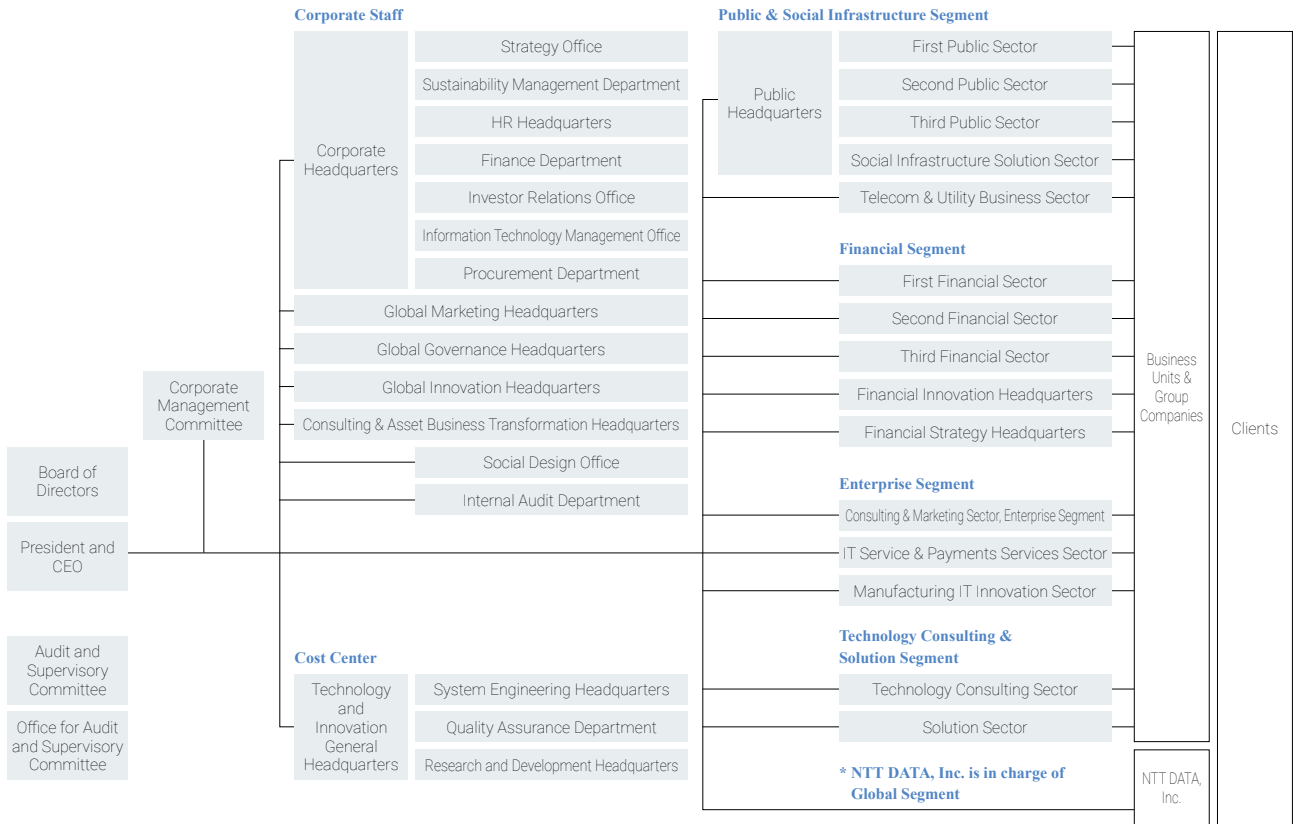 Board of
Directors
President and
CEO
Audit and
Supervisory
Committee
Office for Audit
and Supervisory
Committee
Corporate
Management
Committee
Corporate Staff
Corporate
Headquarters
Strategy Office
Sustainability Management Department
HR Headquarters
Finance Department
Investor Relations Office
Information Technology Management Office
Procurement Department
Global Marketing Headquarters
Global Governance Headquarters
Global Innovation Headquarters
Consulting & Asset Business Transformation Headquarters
Social Design Office
Internal Audit Department
Cost Center
Technology
and
Innovation
General
Headquarters
System Engineering Headquarters
Quality Assurance Department
Research and Development Headquarters
Public & Social Infrastructure Segment
Public
Headquarters
First Public Sector
Second Public Sector
Third Public Sector
Social Infrastructure Solution Sector
Telecom & Utility Business Sector
Financial Segment
First Financial Sector
Second Financial Sector
Third Financial Sector
Financial Innovation Headquarters
Financial Strategy Headquarters
Enterprise Segment
Consulting & Marketing Sector, Enterprise Segment
IT Service & Payments Services Sector
Manufacturing IT Innovation Sector
Technology Consulting &
Solution Segment
Technology Consulting Sector
Solution Sector
* NTT DATA, Inc. is in charge of
Global Segment
Business
Units &
Group
Companies
NTT DATA,
Inc.
Clients